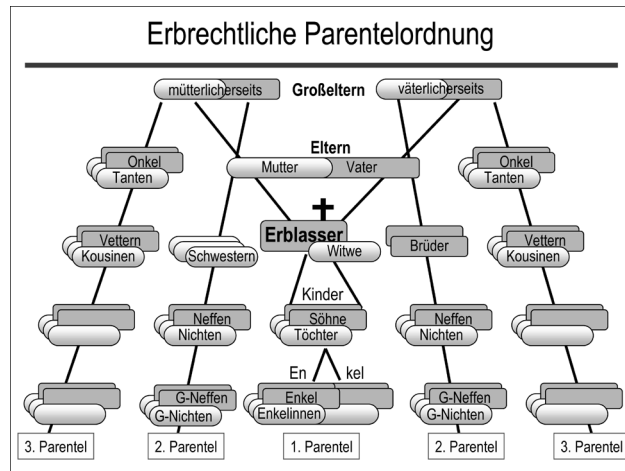 Erbrechtliche Parentelordnung
mütterlicherseits Großeltern väterlicherseits
Eltern
Onkel Mutter Vater Onkel
Tanten Tanten
Erblasser
Vettern Witwe Brüder Vettern
Kousinen Schwestern Kousinen
Kinder
Neffen Söhne Neffen
Nichten Töchter Nichten
En kel
G-Neffen Enkel G-Neffen
G-Nichten Enkelinnen G-Nichten
3. Parentel 2. Parentel 1. Parentel 2. Parentel 3. Parentel